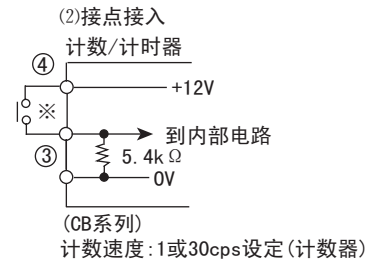 (2)接点接入
计数/计时器
④
+12V
※
到内部电路
③
5.4kΩ
0V
(CB系列)
计数速度:1或30cps设定(计数器)